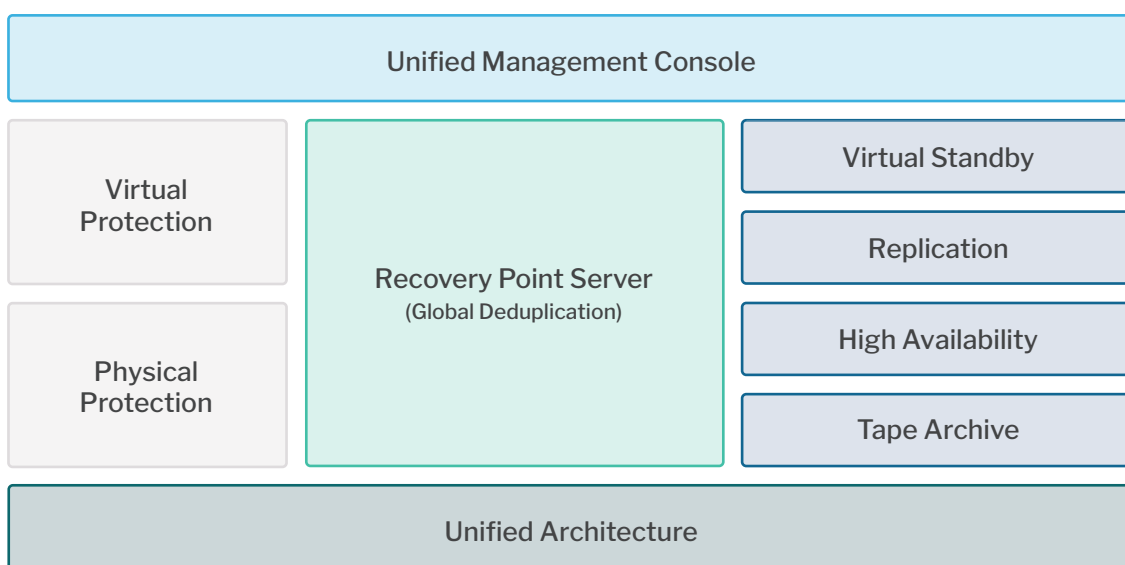 Unified Management Console
Virtual
Protection
Physical
Protection
Recovery Point Server
(Global Deduplication)
Virtual Standby
Replication
High Availability
Tape Archive
Unified Architecture